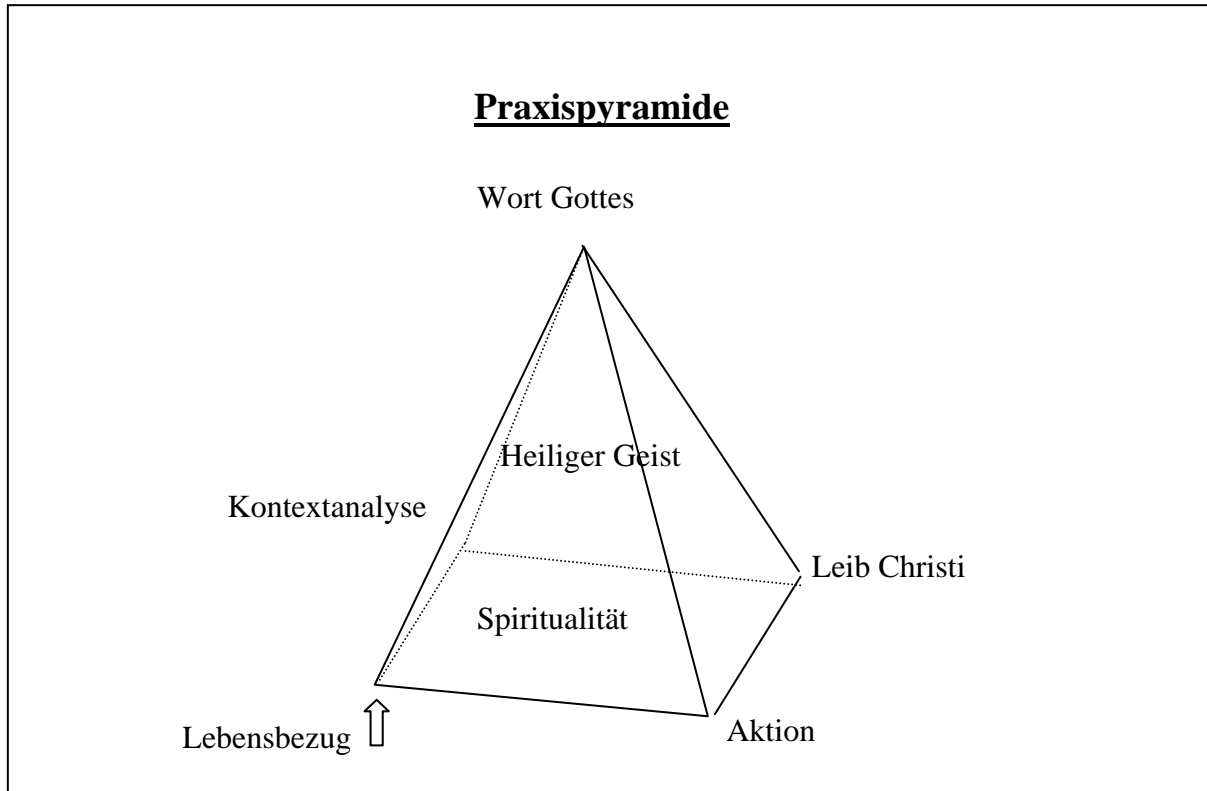 Praxispyramide
Wort Gottes
Heiliger Geist
Kontextanalyse
Leib Christi
Spiritualität
Lebensbezug
Aktion